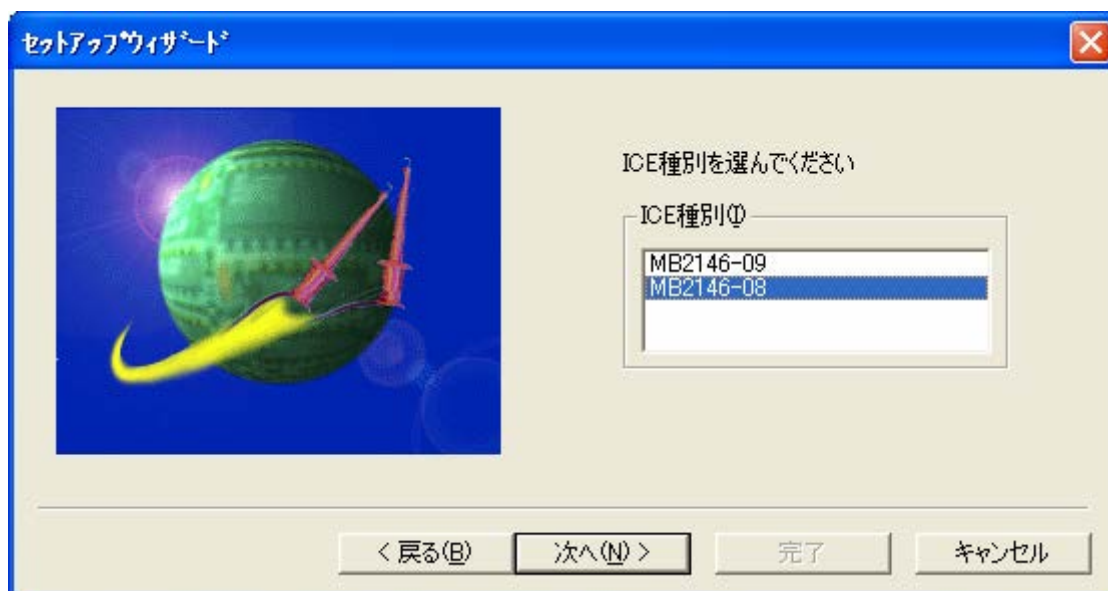 セットアップウィザード
ICE種別を選んでください
ICE種別(I)
MB2146-09
MB2146-08
< 戻る(B)
次へ(N) >
完了
キャンセル